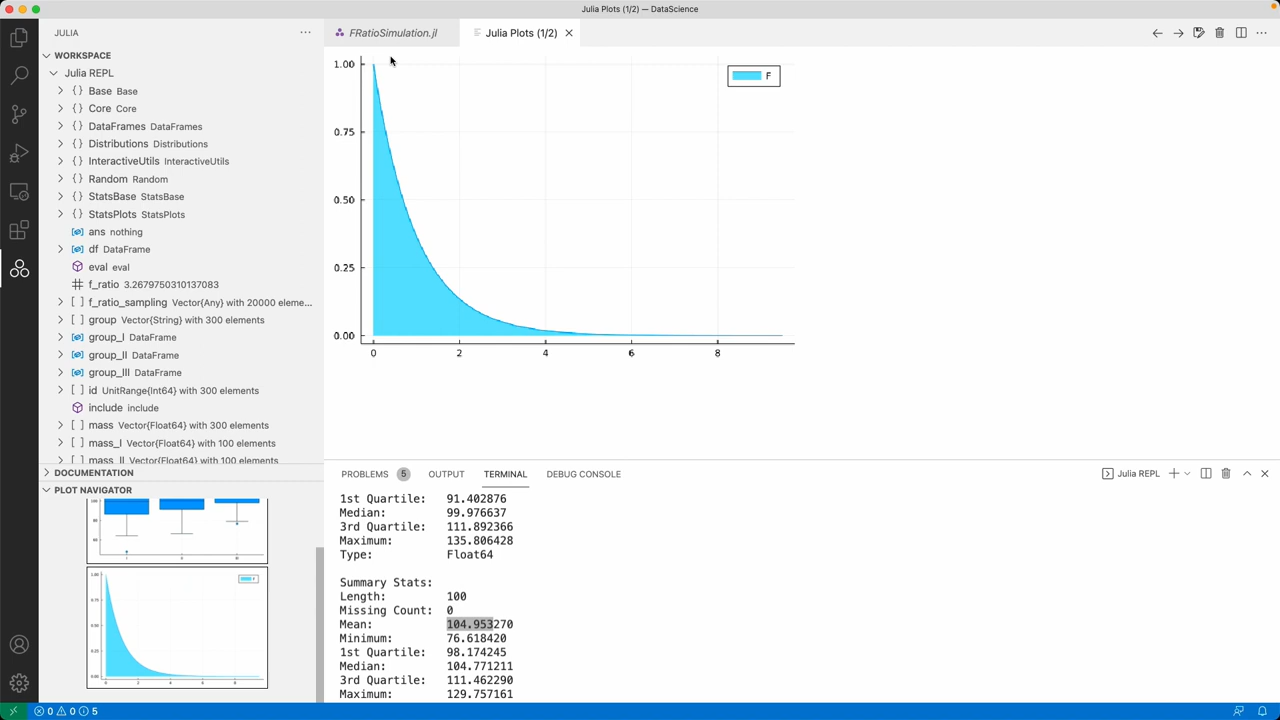 Julia Plots (1/2) — DataScience
JULIA
WORKSPACE
Julia REPL
{} Base Base
{} Core Core
{} DataFrames DataFrames
{} Distributions Distributions
{} InteractiveUtils InteractiveUtils
{} Random Random
{} StatsBase StatsBase
{} StatsPlots StatsPlots
ans nothing
df DataFrame
eval eval
f_ratio 3.2679750310137083
[ ] f_ratio_sampling Vector{Any} with 20000 eleme...
[ ] group Vector{String} with 300 elements
group_I DataFrame
group_II DataFrame
group_III DataFrame
[ ] id UnitRange{Int64} with 300 elements
include include
[ ] mass Vector{Float64} with 300 elements
[ ] mass_I Vector{Float64} with 100 elements
[ ] mass_II Vector{Float64} with 100 elements
DOCUMENTATION
PLOT NAVIGATOR
FRatioSimulation.jl
Julia Plots (1/2)
1.00
0.75
0.50
0.25
0.00
0 2 4 6 8
F
PROBLEMS 5 OUTPUT TERMINAL DEBUG CONSOLE
Julia REPL
1st Quartile: 91.402876
Median: 99.976637
3rd Quartile: 111.892366
Maximum: 135.806428
Type: Float64
Summary Stats:
Length: 100
Missing Count: 0
Mean: 104.953270
Minimum: 76.618420
1st Quartile: 98.174245
Median: 104.771211
3rd Quartile: 111.462290
Maximum: 129.757161
0 0 5